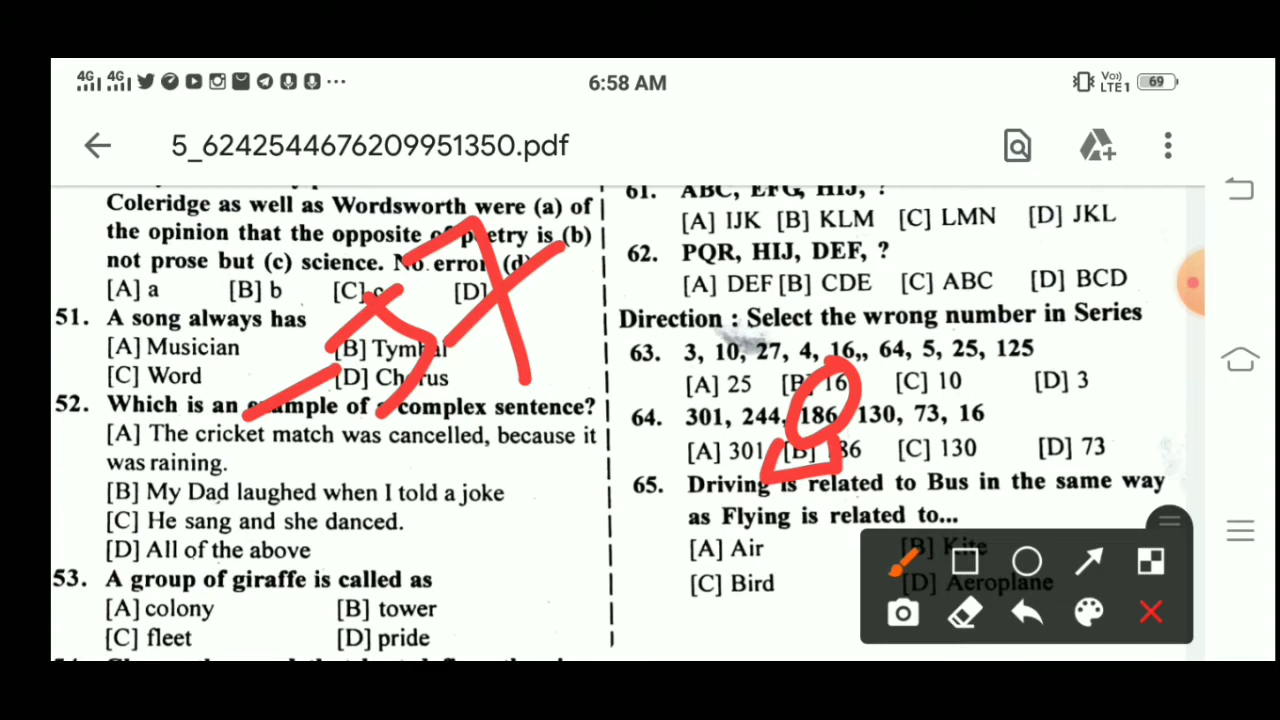 4G 4G 6:58 AM Vo) LTE1 69
5_6242544676209951350.pdf
Coleridge as well as Wordsworth were (a) of
the opinion that the opposite of poetry is (b)
not prose but (c) science. No error (d)
[A] a [B] b [C] c [D]
51. A song always has
[A] Musician [B] Tymbal
[C] Word [D] Chorus
52. Which is an example of a complex sentence?
[A] The cricket match was cancelled, because it
was raining.
[B] My Dad laughed when I told a joke
[C] He sang and she danced.
[D] All of the above
53. A group of giraffe is called as
[A] colony [B] tower
[C] fleet [D] pride
61. ABC, EFG, HIJ, ?
[A] IJK [B] KLM [C] LMN [D] JKL
62. PQR, HIJ, DEF, ?
[A] DEF [B] CDE [C] ABC [D] BCD
Direction : Select the wrong number in Series
63. 3, 10, 27, 4, 16,, 64, 5, 25, 125
[A] 25 [B] 16 [C] 10 [D] 3
64. 301, 244, 186, 130, 73, 16
[A] 301 [B] 186 [C] 130 [D] 73
65. Driving is related to Bus in the same way
as Flying is related to...
[A] Air [B] Kite
[C] Bird [D] Aeroplane